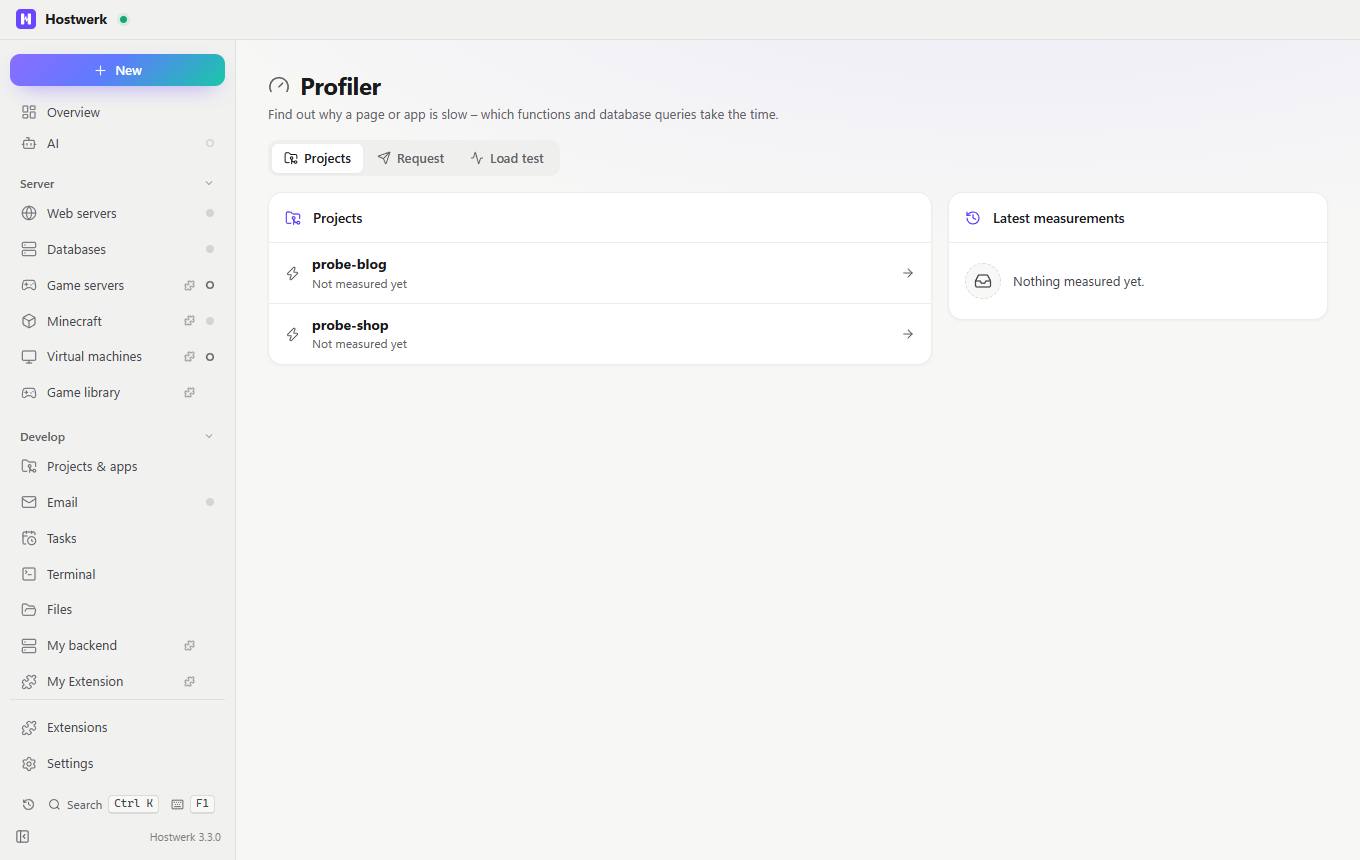 Hostwerk
New
Overview
AI
Server
Web servers
Databases
Game servers
Minecraft
Virtual machines
Game library
Develop
Projects & apps
Email
Tasks
Terminal
Files
My backend
My Extension
Extensions
Settings
Search Ctrl K F1
Hostwerk 3.3.0
Profiler
Find out why a page or app is slow – which functions and database queries take the time.
Projects Request Load test
Projects
probe-blog
Not measured yet
probe-shop
Not measured yet
Latest measurements
Nothing measured yet.